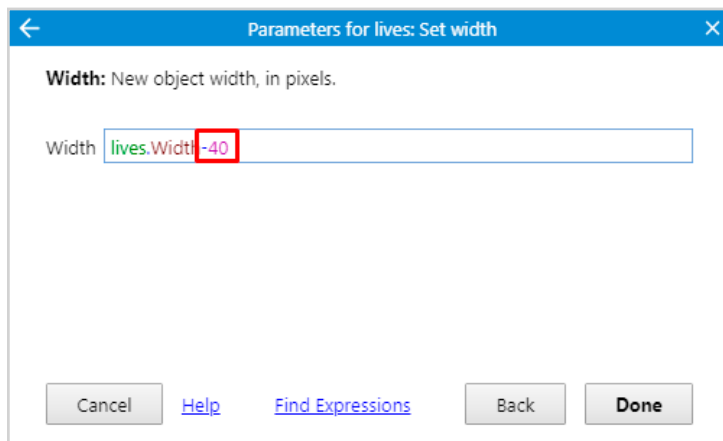 Parameters for lives: Set width
Width: New object width, in pixels.
Width lives.Width-40
Cancel Help Find Expressions Back Done